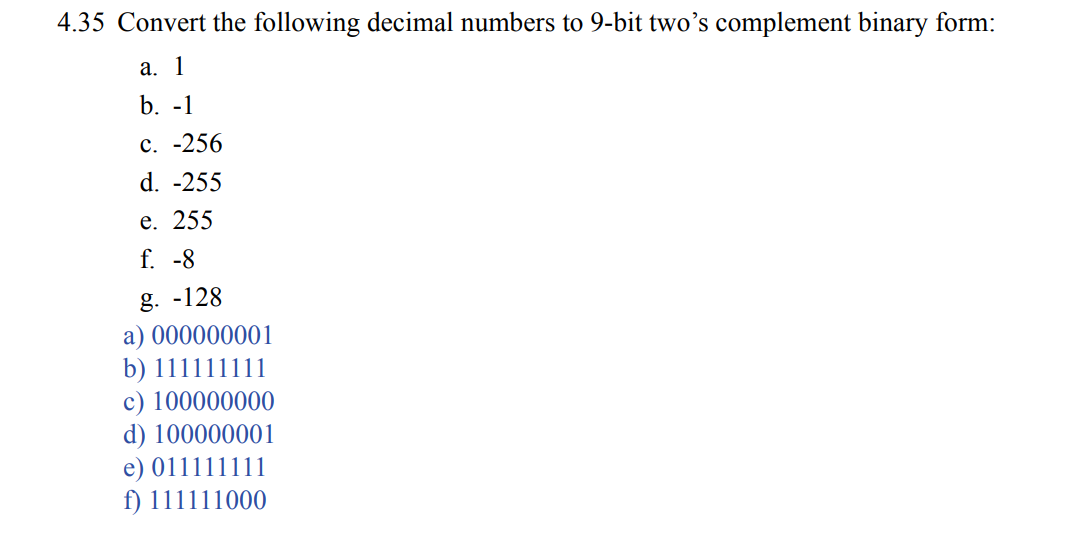 4.35 Convert the following decimal numbers to 9-bit two’s complement binary form:
a. 1
b. -1
c. -256
d. -255
e. 255
f. -8
g. -128
a) 000000001
b) 111111111
c) 100000000
d) 100000001
e) 011111111
f) 111111000